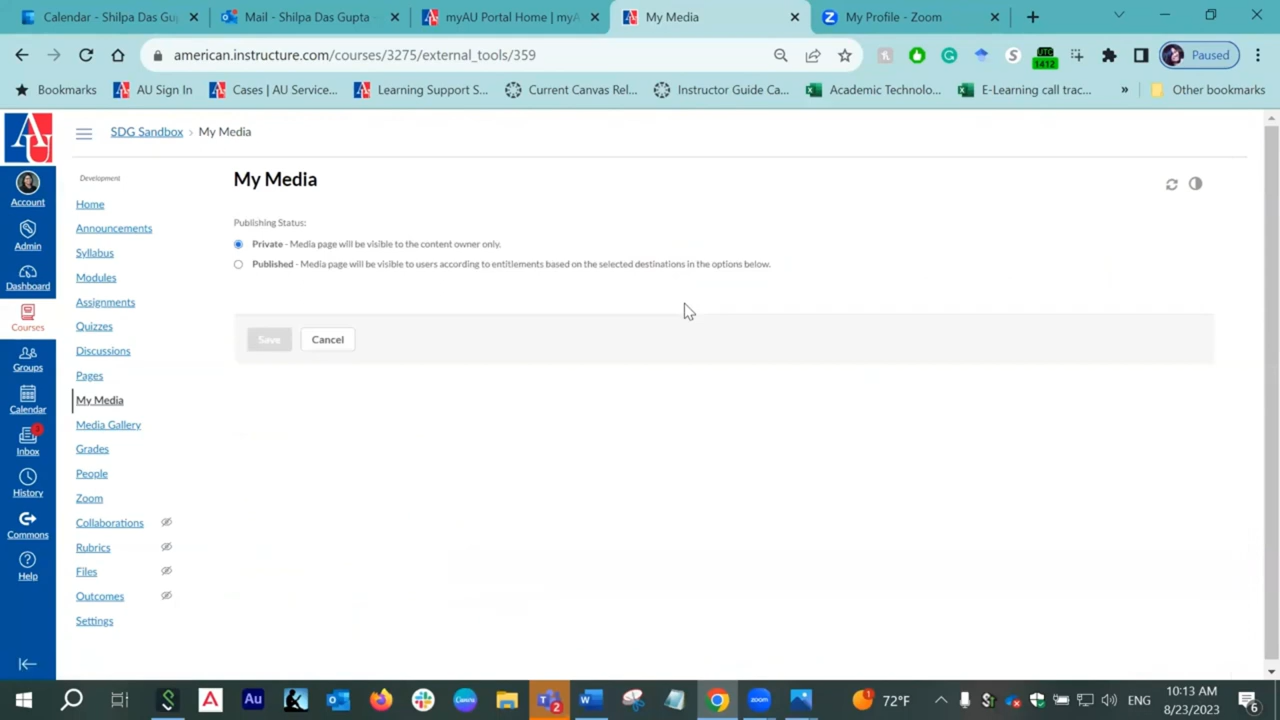 Calendar - Shilpa Das Gup
Mail - Shilpa Das Gupta -
myAU Portal Home | myA
My Media
My Profile - Zoom
american.instructure.com/courses/3275/external_tools/359
UTC
1412
Paused
Bookmarks
AU Sign In
Cases | AU Service...
Learning Support S...
Current Canvas Rel...
Instructor Guide Ca...
Academic Technolo...
E-Learning call trac...
»
Other bookmarks
AU
SDG Sandbox > My Media
Development
My Media
Account
Admin
Dashboard
Courses
Groups
Calendar
Inbox
History
Commons
Help
Home
Announcements
Syllabus
Modules
Assignments
Quizzes
Discussions
Pages
My Media
Media Gallery
Grades
People
Zoom
Collaborations
Rubrics
Files
Outcomes
Settings
Publishing Status:
Private - Media page will be visible to the content owner only.
Published - Media page will be visible to users according to entitlements based on the selected destinations in the options below.
Save
Cancel
72°F
ENG
10:13 AM
8/23/2023
6